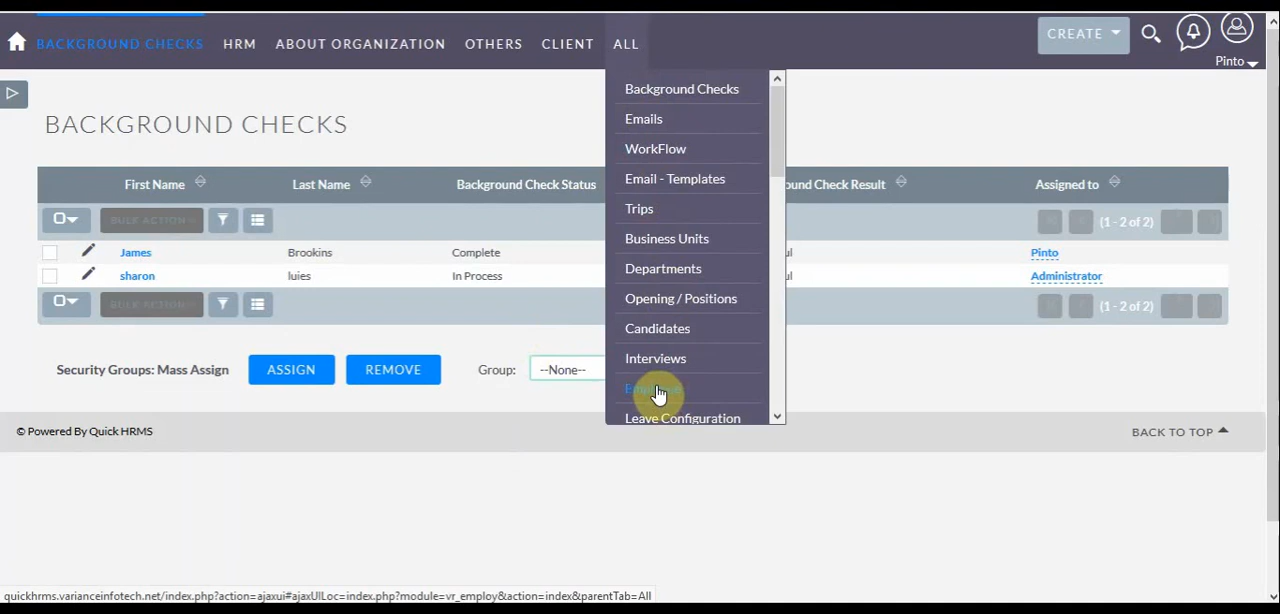 BACKGROUND CHECKS HRM ABOUT ORGANIZATION OTHERS CLIENT ALL CREATE
Pinto
Background Checks
Emails
WorkFlow
Email - Templates
Trips
Business Units
Departments
Opening / Positions
Candidates
Interviews
Leave Configuration
BACKGROUND CHECKS
First Name Last Name Background Check Status Check Result Assigned to
BULK ACTION (1 - 2 of 2)
James Brookins Complete Pinto
sharon luies In Process Administrator
BULK ACTION (1 - 2 of 2)
Security Groups: Mass Assign ASSIGN REMOVE Group: --None--
© Powered By Quick HRMS BACK TO TOP
quickhrms.varianceinfotech.net/index.php?action=ajaxui#ajaxUILoc=index.php?module=vr_employ&action=index&parentTab=All